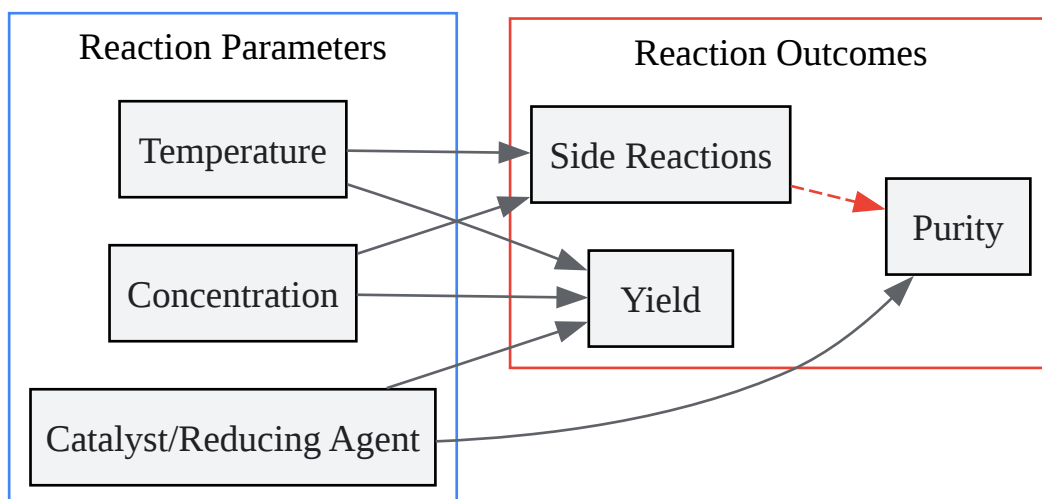 Reaction Parameters
Temperature
Concentration
Catalyst/Reducing Agent
Reaction Outcomes
Side Reactions
Yield
Purity